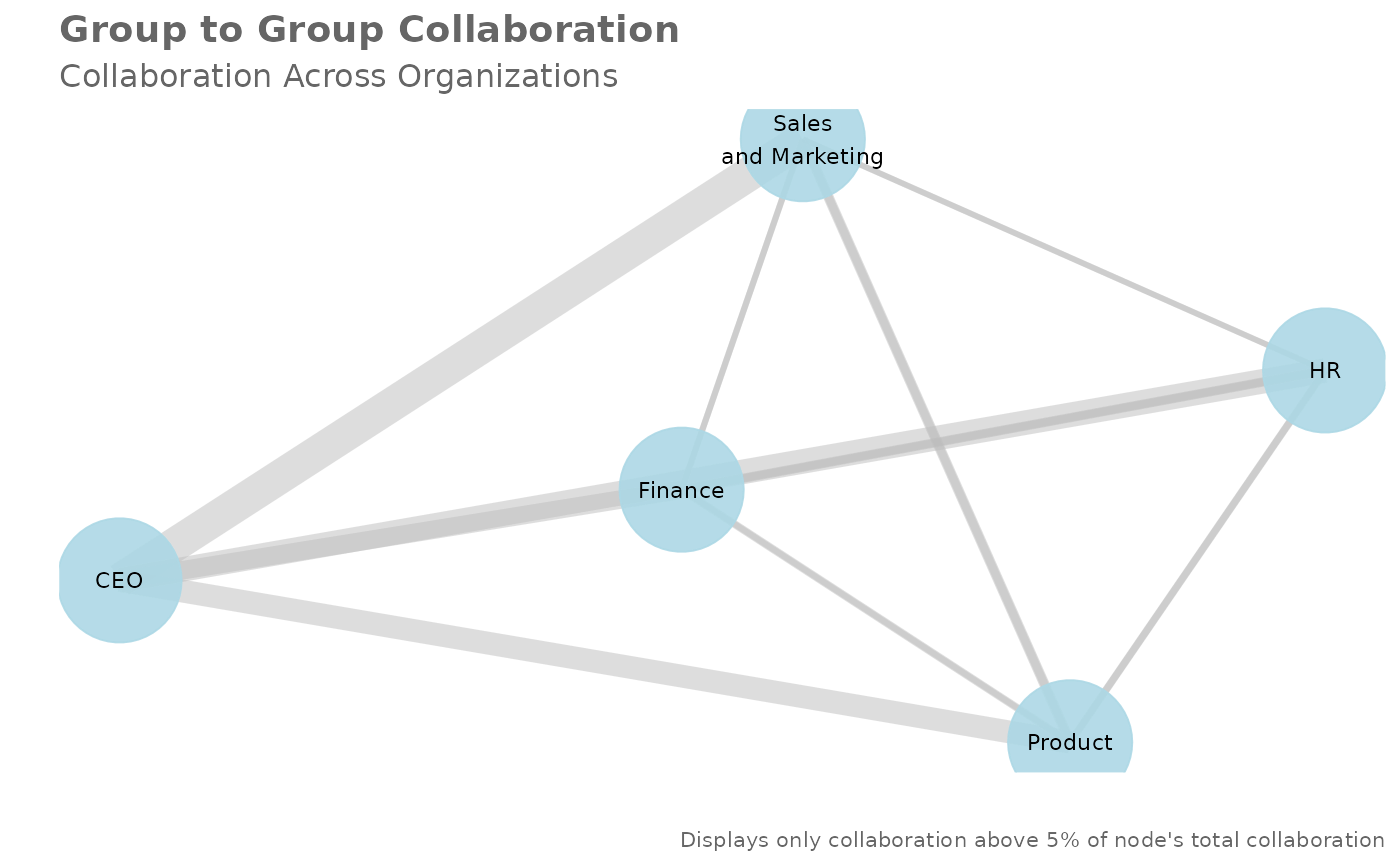 Group to Group Collaboration
Collaboration Across Organizations
Sales
and Marketing
HR
Finance
CEO
Product
Displays only collaboration above 5% of node's total collaboration